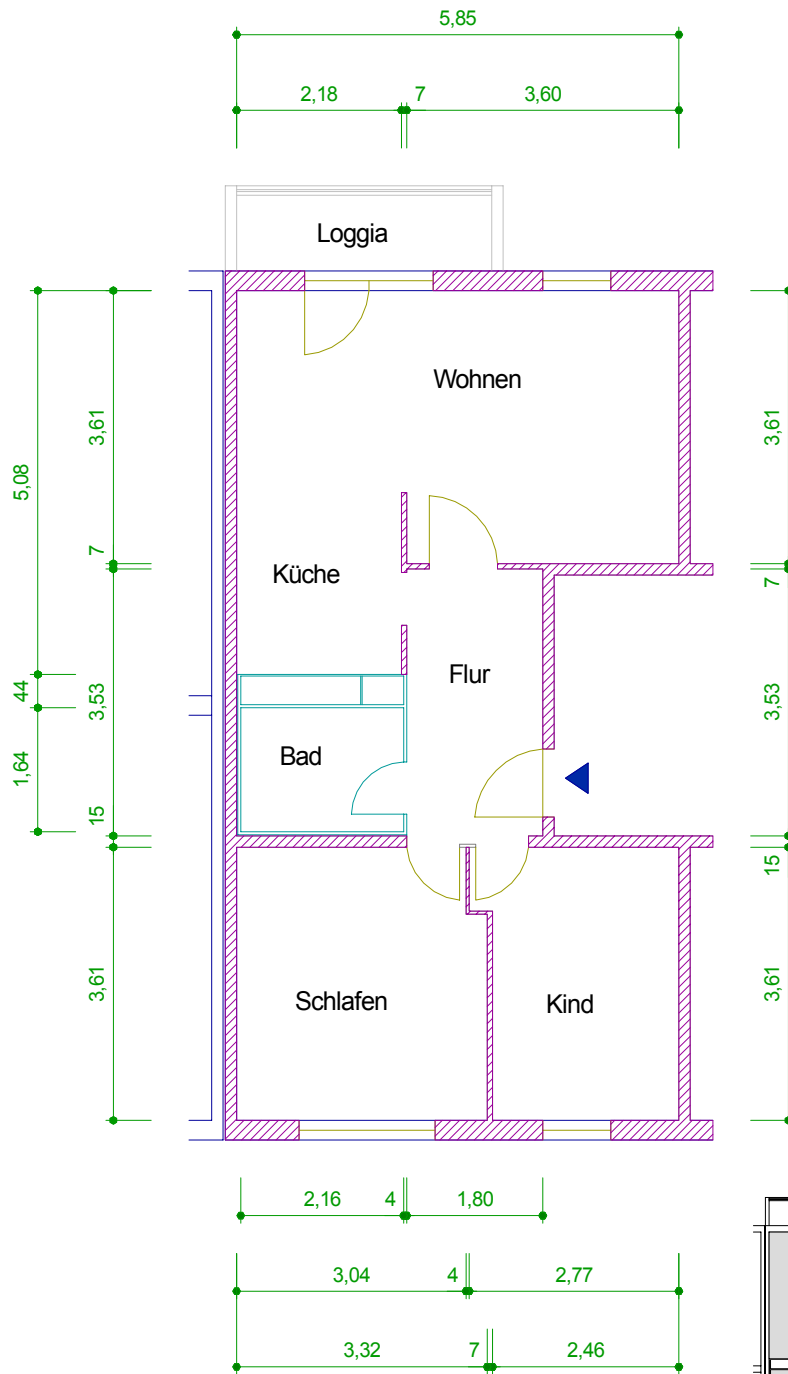 5,85
2,18 7 3,60
Loggia
Wohnen
3,61
3,61
5,08
7
7
Küche
Flur
44
3,53
3,53
Bad
1,64
15
15
3,61
3,61
Schlafen
Kind
2,16 4 1,80
3,04 4 2,77
3,32 7 2,46